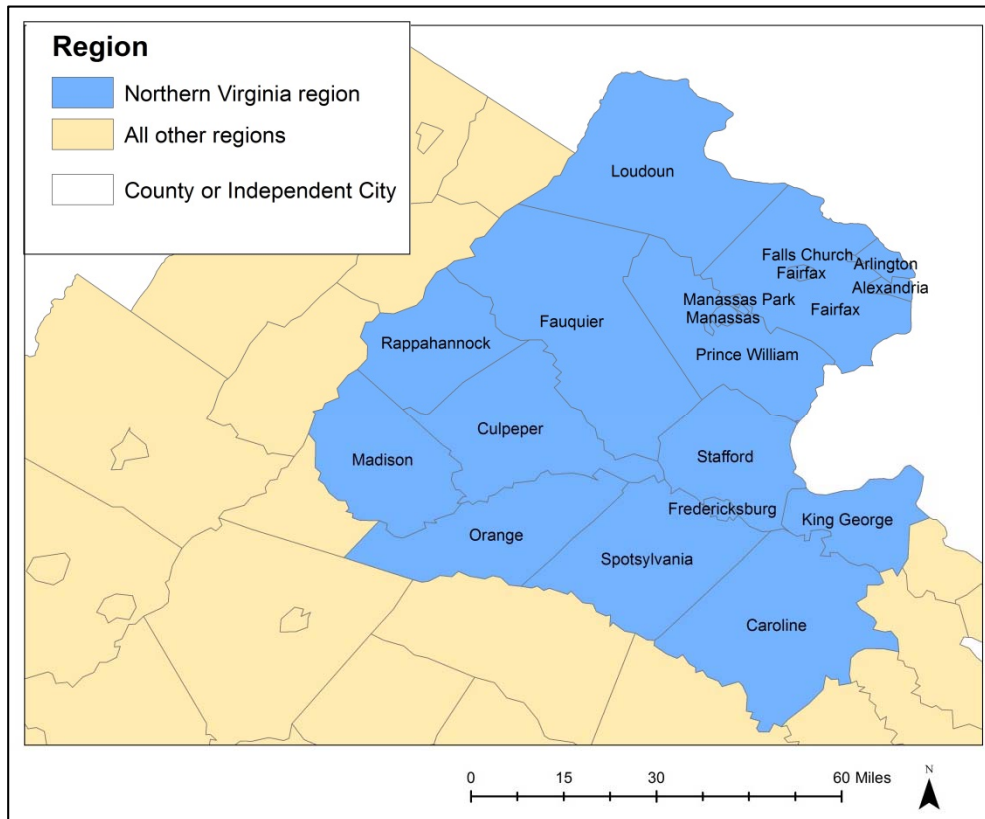 Region
Northern Virginia region
All other regions
County or Independent City
Loudoun
Falls Church
Arlington
Fairfax
Alexandria
Manassas Park
Fairfax
Manassas
Fauquier
Rappahannock
Prince William
Culpeper
Madison
Stafford
Fredericksburg
King George
Orange
Spotsylvania
Caroline
0 15 30 60 Miles
N